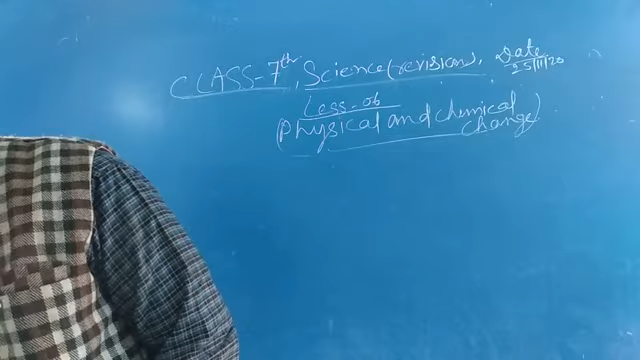 CLASS-7th, Science (revision), Date
25/11/20
Less-06
(physical and chemical
change)